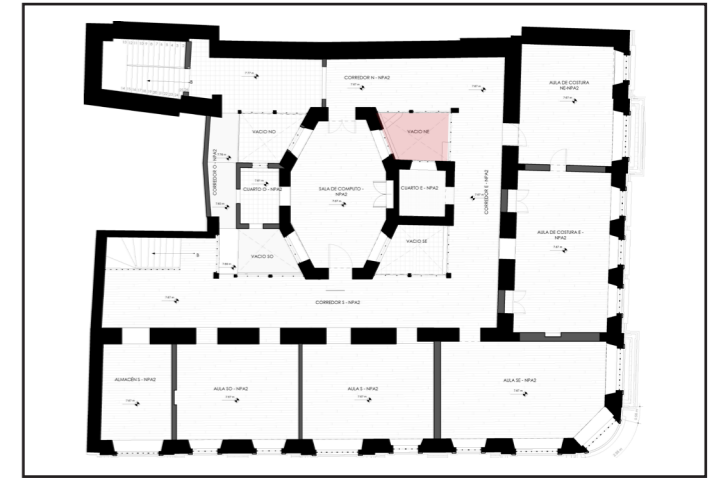 CORREDOR N - NPA2
AULA DE COSTURA
NE-NPA2
VACIO NO
VACIO NE
CORREDOR O - NPA2
CUARTO O - NPA2
SALA DE COMPUTO -
NPA2
CUARTO E - NPA2
CORREDOR E - NPA2
AULA DE COSTURA E -
NPA2
VACIO SO
VACIO SE
B
B
CORREDOR S - NPA2
ALMACÉN S - NPA2
AULA SO - NPA2
AULA S - NPA2
AULA SE - NPA2